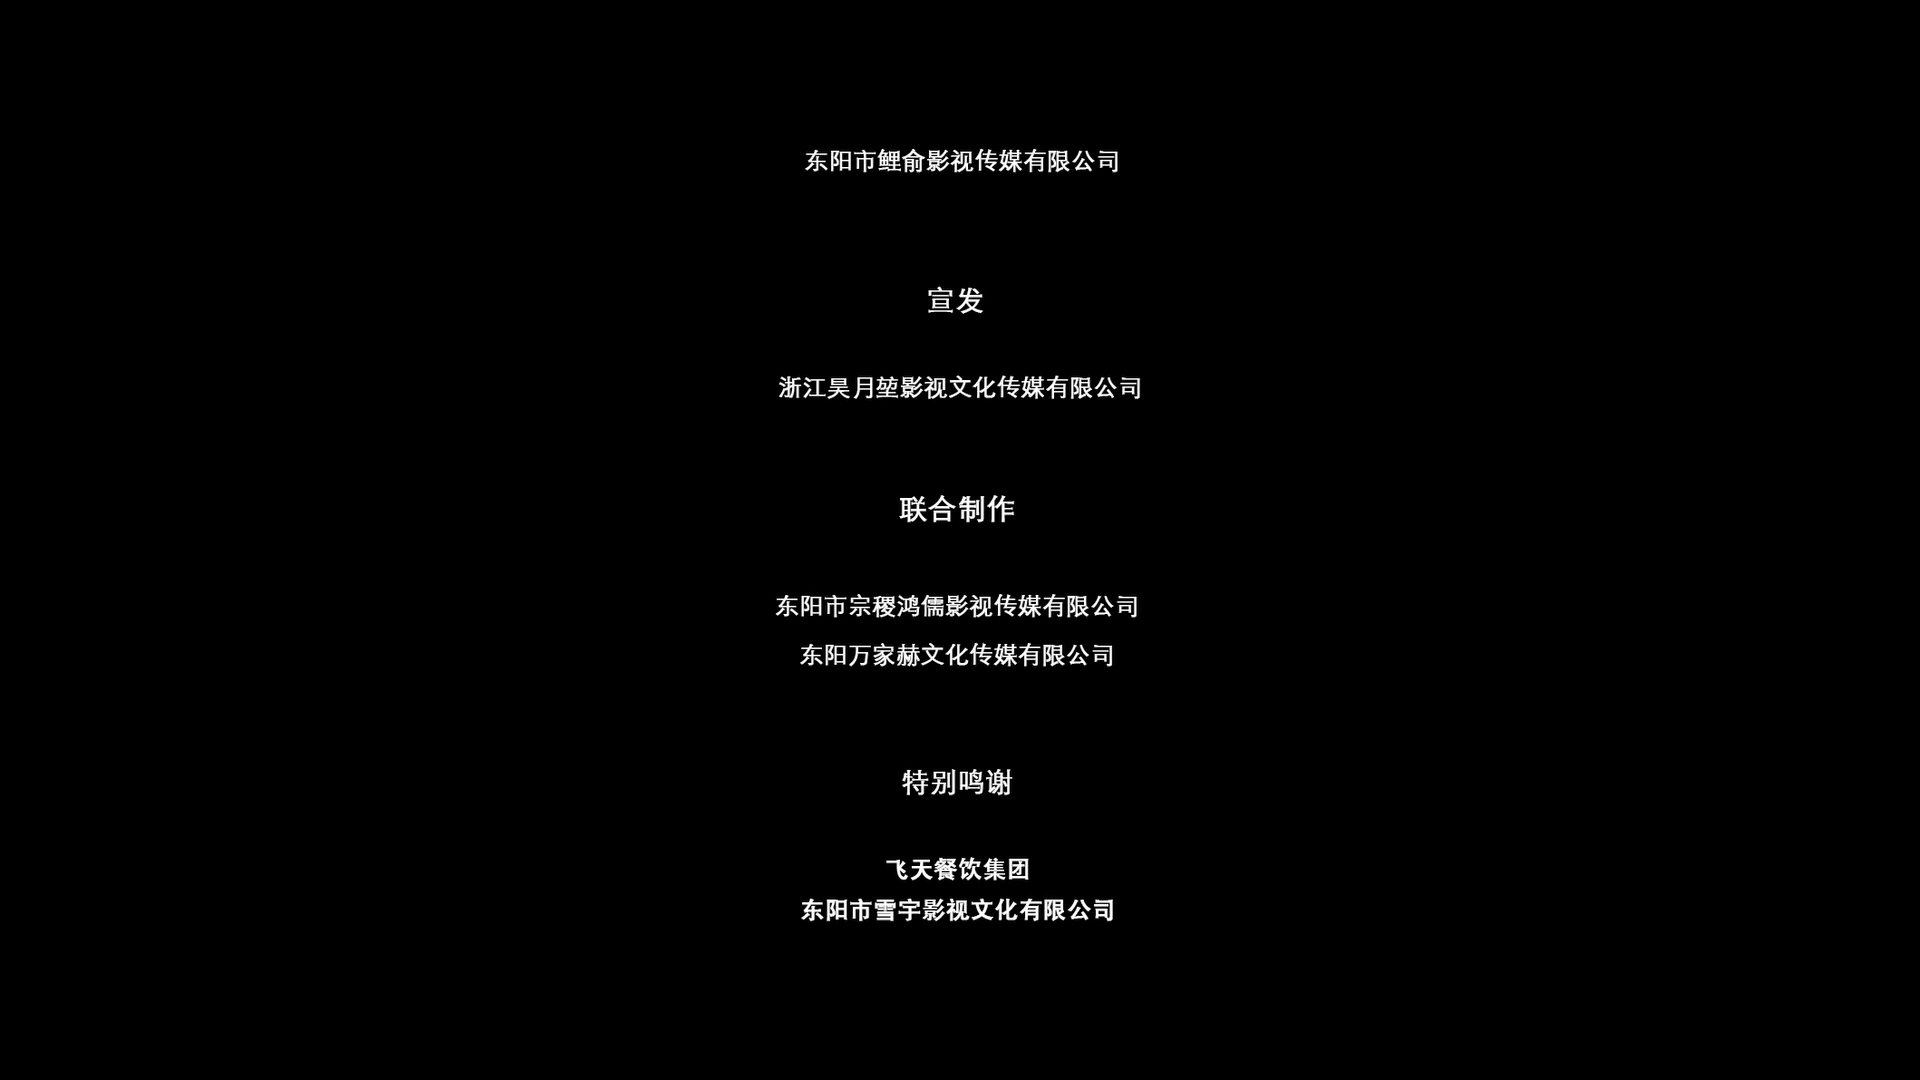 东阳市鲤俞影视传媒有限公司
宣发
浙江昊月堃影视文化传媒有限公司
联合制作
东阳市宗稷鸿儒影视传媒有限公司
东阳万家赫文化传媒有限公司
特别鸣谢
飞天餐饮集团
东阳市雪宇影视文化有限公司